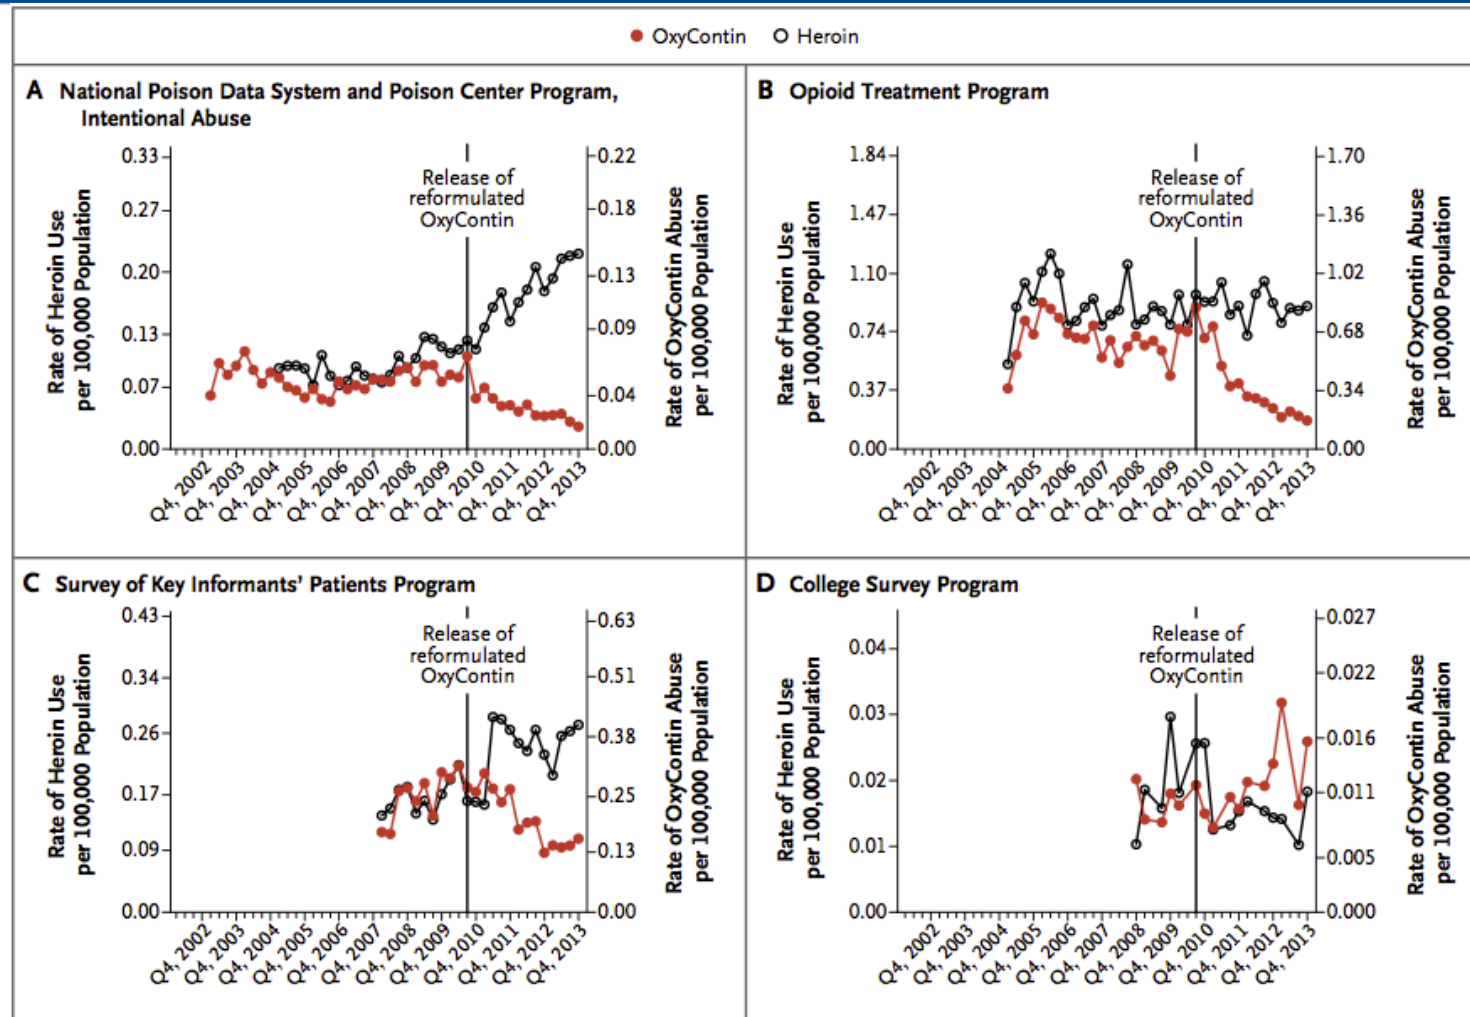 OxyContin Heroin
A National Poison Data System and Poison Center Program,
Intentional Abuse
Rate of Heroin Use
per 100,000 Population
0.33
0.27
0.20
0.13
0.07
0.00
Release of
reformulated
OxyContin
0.22
0.18
0.13
0.09
0.04
0.00
Rate of OxyContin Abuse
per 100,000 Population
Q4, 2002
Q4, 2003
Q4, 2004
Q4, 2005
Q4, 2006
Q4, 2007
Q4, 2008
Q4, 2009
Q4, 2010
Q4, 2011
Q4, 2012
Q4, 2013
B Opioid Treatment Program
Rate of Heroin Use
per 100,000 Population
1.84
1.47
1.10
0.74
0.37
0.00
Release of
reformulated
OxyContin
1.70
1.36
1.02
0.68
0.34
0.00
Rate of OxyContin Abuse
per 100,000 Population
Q4, 2002
Q4, 2003
Q4, 2004
Q4, 2005
Q4, 2006
Q4, 2007
Q4, 2008
Q4, 2009
Q4, 2010
Q4, 2011
Q4, 2012
Q4, 2013
C Survey of Key Informants’ Patients Program
Rate of Heroin Use
per 100,000 Population
0.43
0.34
0.26
0.17
0.09
0.00
Release of
reformulated
OxyContin
0.63
0.51
0.38
0.25
0.13
0.00
Rate of OxyContin Abuse
per 100,000 Population
Q4, 2002
Q4, 2003
Q4, 2004
Q4, 2005
Q4, 2006
Q4, 2007
Q4, 2008
Q4, 2009
Q4, 2010
Q4, 2011
Q4, 2012
Q4, 2013
D College Survey Program
Rate of Heroin Use
per 100,000 Population
0.04
0.03
0.02
0.01
0.00
Release of
reformulated
OxyContin
0.027
0.022
0.016
0.011
0.005
0.000
Rate of OxyContin Abuse
per 100,000 Population
Q4, 2002
Q4, 2003
Q4, 2004
Q4, 2005
Q4, 2006
Q4, 2007
Q4, 2008
Q4, 2009
Q4, 2010
Q4, 2011
Q4, 2012
Q4, 2013